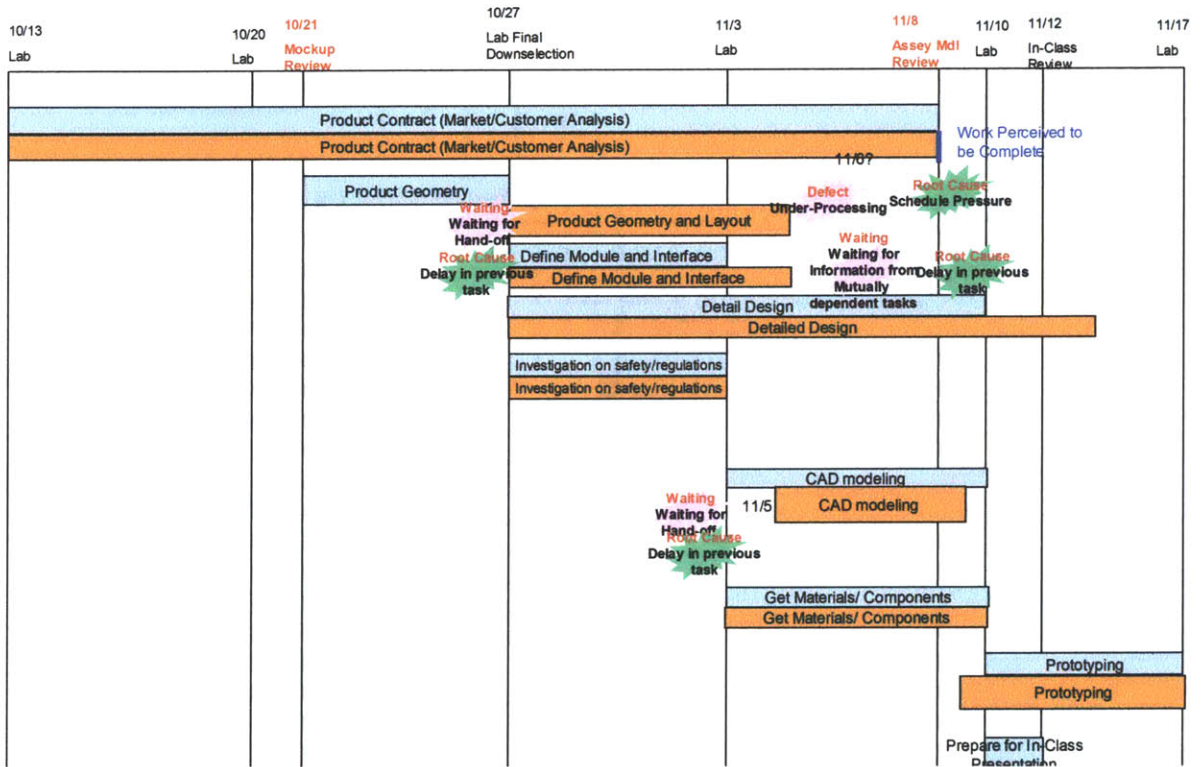 10/13
Lab
10/20
Lab
10/21
Mockup
Review
10/27
Lab Final
Downselection
11/3
Lab
11/8
Assey Mdl
Review
11/10
Lab
11/12
In-Class
Review
11/17
Lab
Product Contract (Market/Customer Analysis)
Product Contract (Market/Customer Analysis)
Work Perceived to
be Complete
11/6?
Product Geometry
Defect
Under-Processing
Root Cause
Schedule Pressure
Waiting
Waiting for
Hand-off
Product Geometry and Layout
Root Cause
Delay in previous
task
Define Module and Interface
Define Module and Interface
Waiting
Waiting for
Information from
Mutually
dependent tasks
Root Cause
Delay in previous
task
Detail Design
Detailed Design
Investigation on safety/regulations
Investigation on safety/regulations
CAD modeling
11/5
CAD modeling
Waiting
Waiting for
Hand-off
Root Cause
Delay in previous
task
Get Materials/ Components
Get Materials/ Components
Prototyping
Prototyping
Prepare for In-Class
Presentation